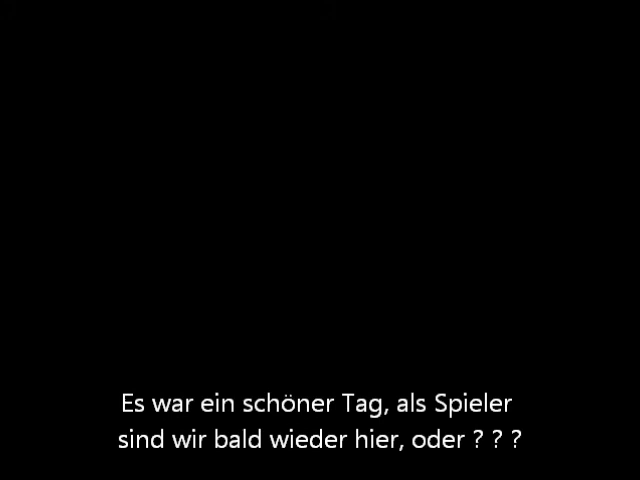 Es war ein schöner Tag, als Spieler
sind wir bald wieder hier, oder ? ? ?